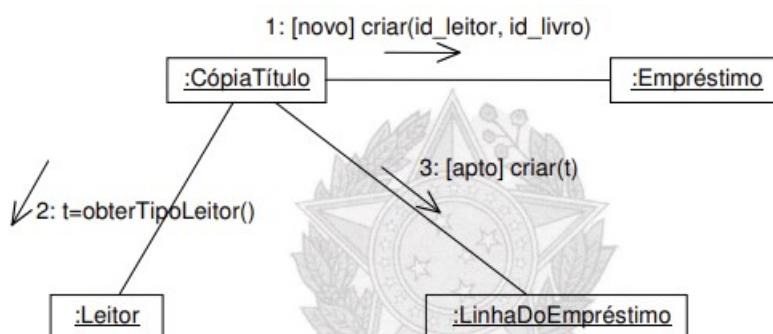 1: [novo] criar(id_leitor, id_livro)
:CópiaTítulo
:Empréstimo
3: [apto] criar(t)
2: t=obterTipoLeitor()
:Leitor
:LinhaDoEmpréstimo